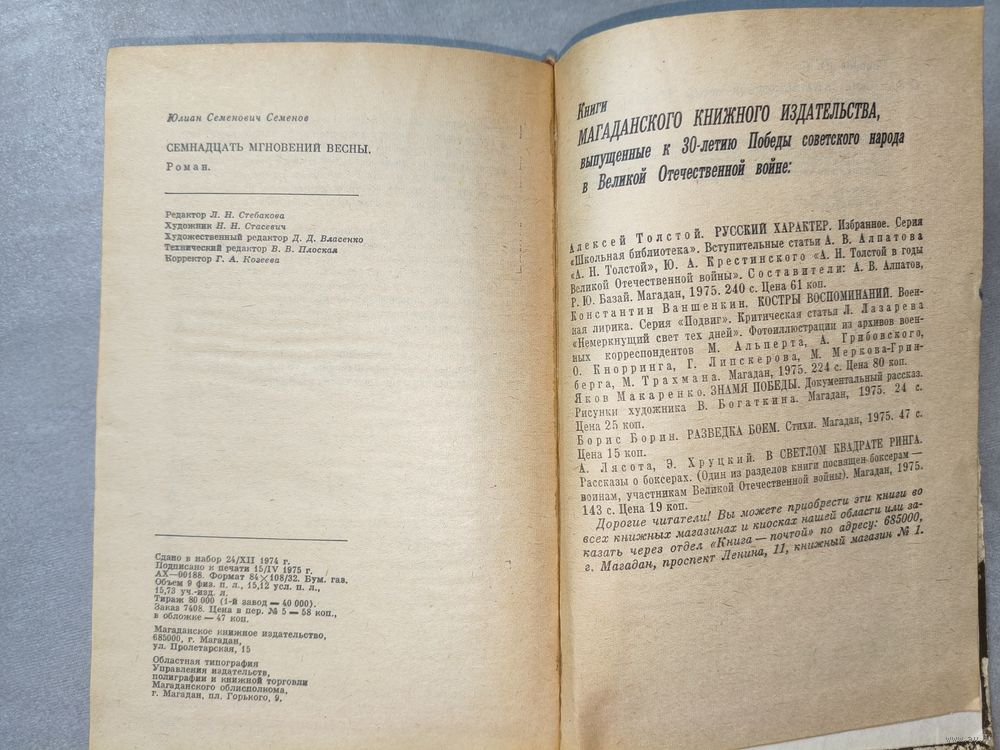 Юлиан Семенович Семенов
СЕМНАДЦАТЬ МГНОВЕНИЙ ВЕСНЫ.
Роман.
Редактор Л. Н. Стебакова
Художник Н. Н. Стасевич
Художественный редактор Д. Д. Власенко
Технический редактор В. В. Плоская
Корректор Г. А. Козеева
Сдано в набор 24/XII 1974 г.
Подписано к печати 15/IV 1975 г.
АХ—00188. Формат 84×108/32. Бум. газ.
Объем 9 физ. п. л., 15,12 усл. п. л.,
15,73 уч.-изд. л.
Тираж 80 000 (1-й завод — 40 000).
Заказ 7408. Цена в пер. № 5 — 58 коп.,
в обложке — 47 коп.
Магаданское книжное издательство,
685000, г. Магадан,
ул. Пролетарская, 15
Областная типография
Управления издательств,
полиграфии и книжной торговли
Магаданского облисполкома,
г. Магадан, пл. Горького, 9.
Книги
МАГАДАНСКОГО КНИЖНОГО ИЗДАТЕЛЬСТВА,
выпущенные к 30-летию Победы советского народа
в Великой Отечественной войне:
Алексей Толстой. РУССКИЙ ХАРАКТЕР. Избранное. Серия
«Школьная библиотека». Вступительные статьи А. В. Алпатова
«А. Н. Толстой», Ю. А. Крестинского «А. Н. Толстой в годы
Великой Отечественной войны». Составители: А. В. Алпатов,
Р. Ю. Базай. Магадан, 1975. 240 с. Цена 61 коп.
Константин Ваншенкин. КОСТРЫ ВОСПОМИНАНИЙ. Воен-
ная лирика. Серия «Подвиг». Критическая статья Л. Лазарева
«Немеркнущий свет тех дней». Фотоиллюстрации из архивов воен-
ных корреспондентов М. Альперта, А. Грибовского,
О. Кнорринга, Г. Липскерова, М. Меркова-Грин-
берга, М. Трахмана. Магадан, 1975. 224 с. Цена 80 коп.
Яков Макаренко. ЗНАМЯ ПОБЕДЫ. Документальный рассказ.
Рисунки художника В. Богаткина. Магадан, 1975. 24 с.
Цена 25 коп.
Борис Борин. РАЗВЕДКА БОЕМ. Стихи. Магадан, 1975. 47 с.
Цена 15 коп.
А. Лясота, Э. Хруцкий. В СВЕТЛОМ КВАДРАТЕ РИНГА.
Рассказы о боксерах. (Один из разделов книги посвящен боксерам—
воинам, участникам Великой Отечественной войны). Магадан, 1975.
143 с. Цена 19 коп.
Дорогие читатели! Вы можете приобрести эти книги во
всех книжных магазинах и киосках нашей области или за-
казать через отдел «Книга — почтой» по адресу: 685000,
г. Магадан, проспект Ленина, 11, книжный магазин № 1.